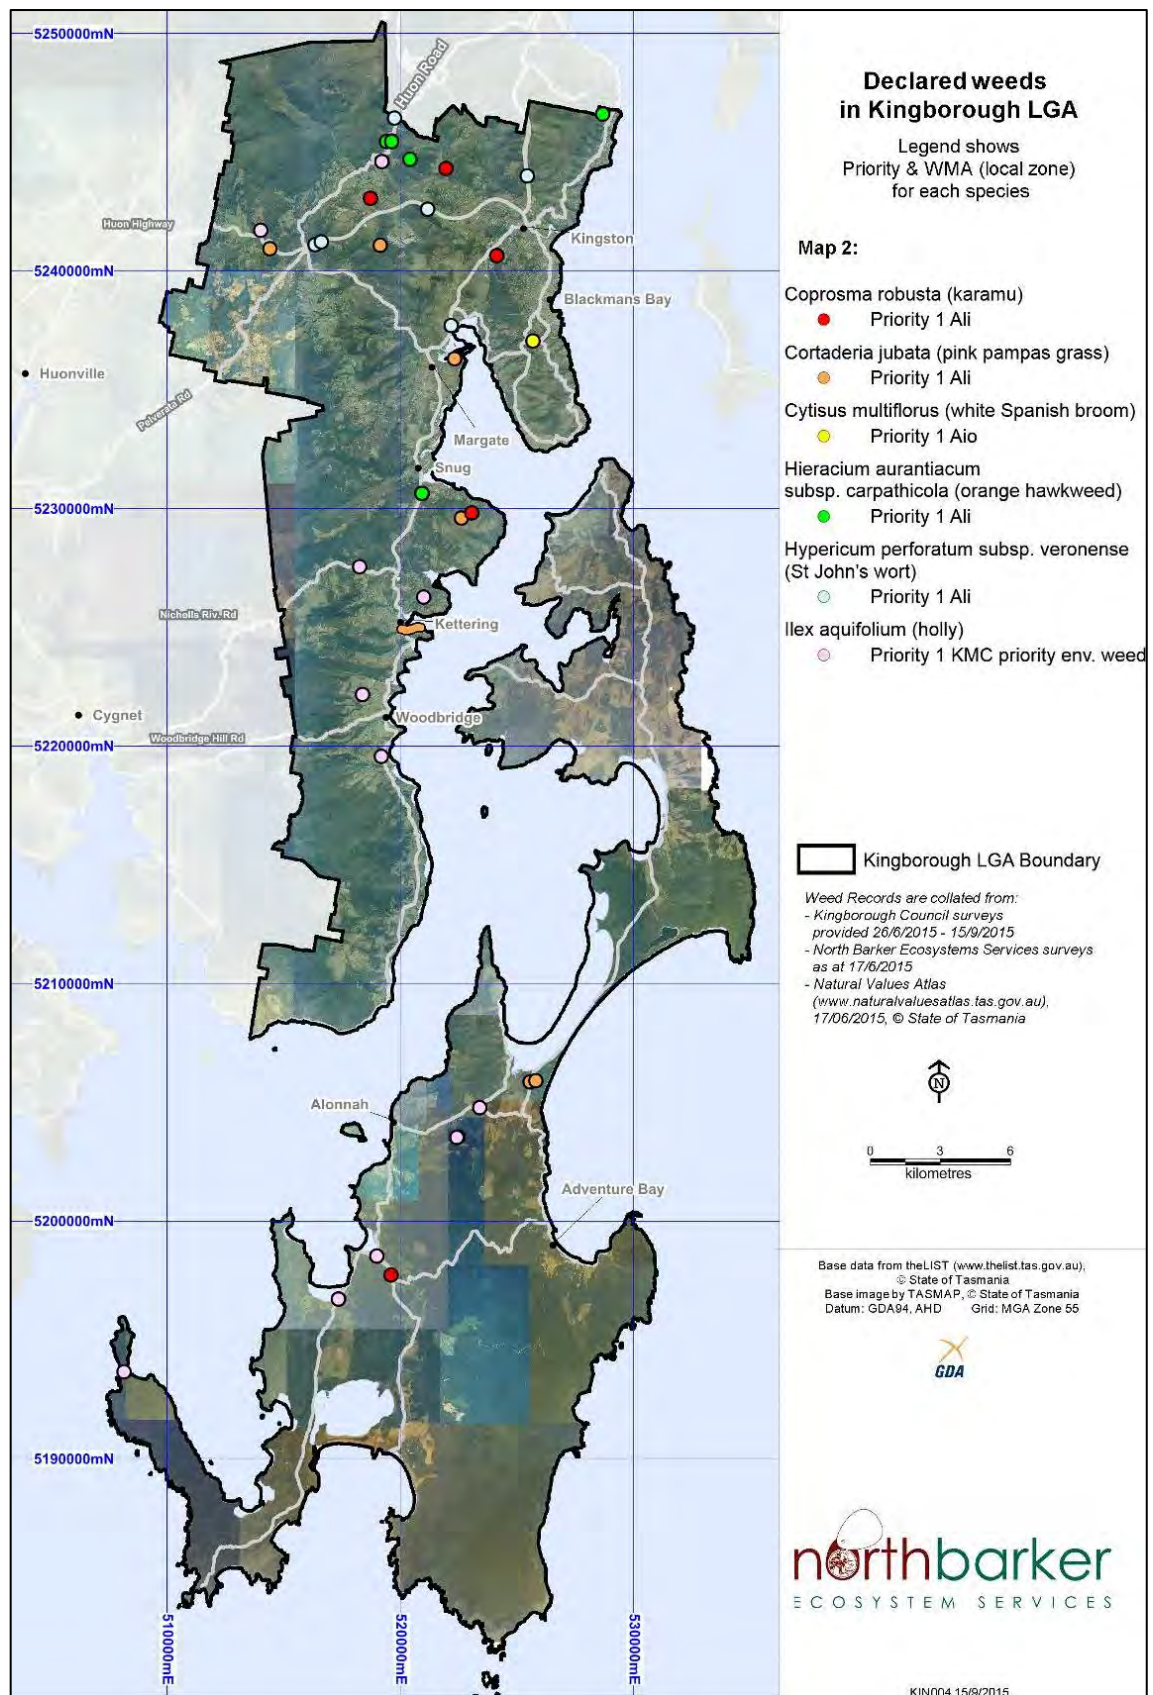 5250000mN
5240000mN
5230000mN
5220000mN
5210000mN
5200000mN
5190000mN
510000mE
520000mE
530000mE
Huon Road
Huon Highway
Kingston
Blackmans Bay
Huonville
Pelverata Rd
Margate
Snug
Nicholls Riv. Rd
Kettering
Cygnet
Woodbridge
Woodbridge Hill Rd
Alonnah
Adventure Bay
Declared weeds
in Kingborough LGA
Legend shows
Priority & WMA (local zone)
for each species
Map 2:
Coprosma robusta (karamu)
Priority 1 Ali
Cortaderia jubata (pink pampas grass)
Priority 1 Ali
Cytisus multiflorus (white Spanish broom)
Priority 1 Aio
Hieracium aurantiacum
subsp. carpathicola (orange hawkweed)
Priority 1 Ali
Hypericum perforatum subsp. veronense
(St John's wort)
Priority 1 Ali
Ilex aquifolium (holly)
Priority 1 KMC priority env. weed
Kingborough LGA Boundary
Weed Records are collated from:
- Kingborough Council surveys
provided 26/6/2015 - 15/9/2015
- North Barker Ecosystems Services surveys
as at 17/6/2015
- Natural Values Atlas
(www.naturalvaluesatlas.tas.gov.au),
17/06/2015, © State of Tasmania
N
0 3 6
kilometres
Base data from theLIST (www.thelist.tas.gov.au),
© State of Tasmania
Base image by TASMAP, © State of Tasmania
Datum: GDA94, AHD Grid: MGA Zone 55
GDA
northbarker
ECOSYSTEM SERVICES
KIN004 15/9/2015